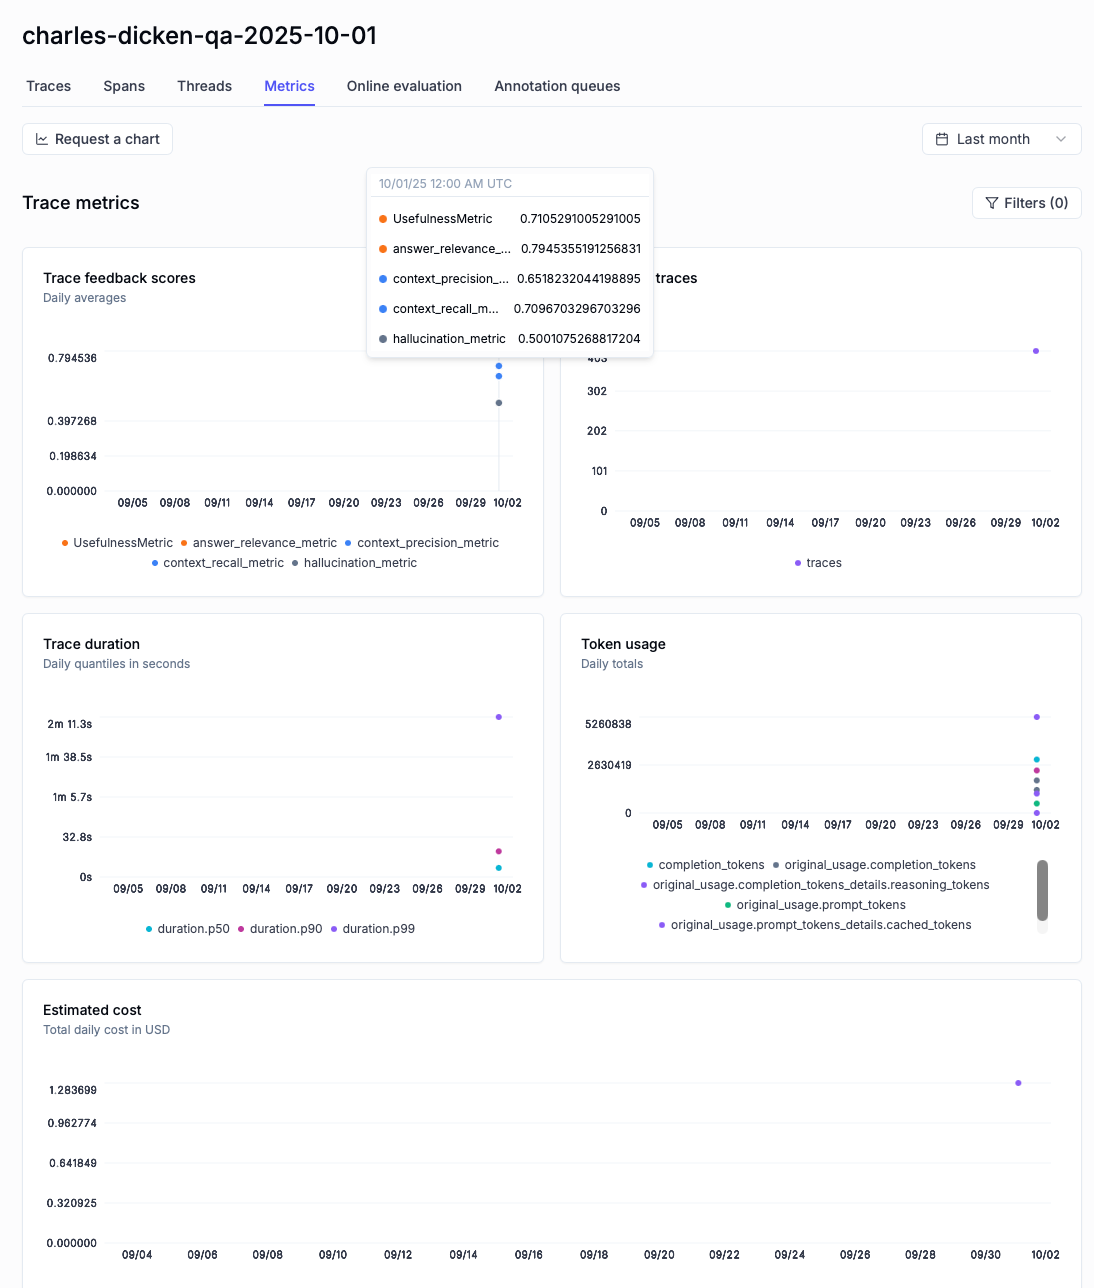 charles-dicken-qa-2025-10-01
Traces Spans Threads Metrics Online evaluation Annotation queues
Request a chart Last month
Trace metrics Filters (0)
10/01/25 12:00 AM UTC
UsefulnessMetric 0.7105291005291005
answer_relevance_... 0.7945355191256831
context_precision_... 0.6518232044198895
context_recall_m... 0.7096703296703296
hallucination_metric 0.5001075268817204
Trace feedback scores
Daily averages
0.794536
0.397268
0.198634
0.000000
09/05 09/08 09/11 09/14 09/17 09/20 09/23 09/26 09/29 10/02
UsefulnessMetric answer_relevance_metric context_precision_metric
context_recall_metric hallucination_metric
traces
403
302
202
101
0
09/05 09/08 09/11 09/14 09/17 09/20 09/23 09/26 09/29 10/02
traces
Trace duration
Daily quantiles in seconds
2m 11.3s
1m 38.5s
1m 5.7s
32.8s
0s
09/05 09/08 09/11 09/14 09/17 09/20 09/23 09/26 09/29 10/02
duration.p50 duration.p90 duration.p99
Token usage
Daily totals
5260838
2630419
0
09/05 09/08 09/11 09/14 09/17 09/20 09/23 09/26 09/29 10/02
completion_tokens original_usage.completion_tokens
original_usage.completion_tokens_details.reasoning_tokens
original_usage.prompt_tokens
original_usage.prompt_tokens_details.cached_tokens
Estimated cost
Total daily cost in USD
1.283699
0.962774
0.641849
0.320925
0.000000
09/04 09/06 09/08 09/10 09/12 09/14 09/16 09/18 09/20 09/22 09/24 09/26 09/28 09/30 10/02